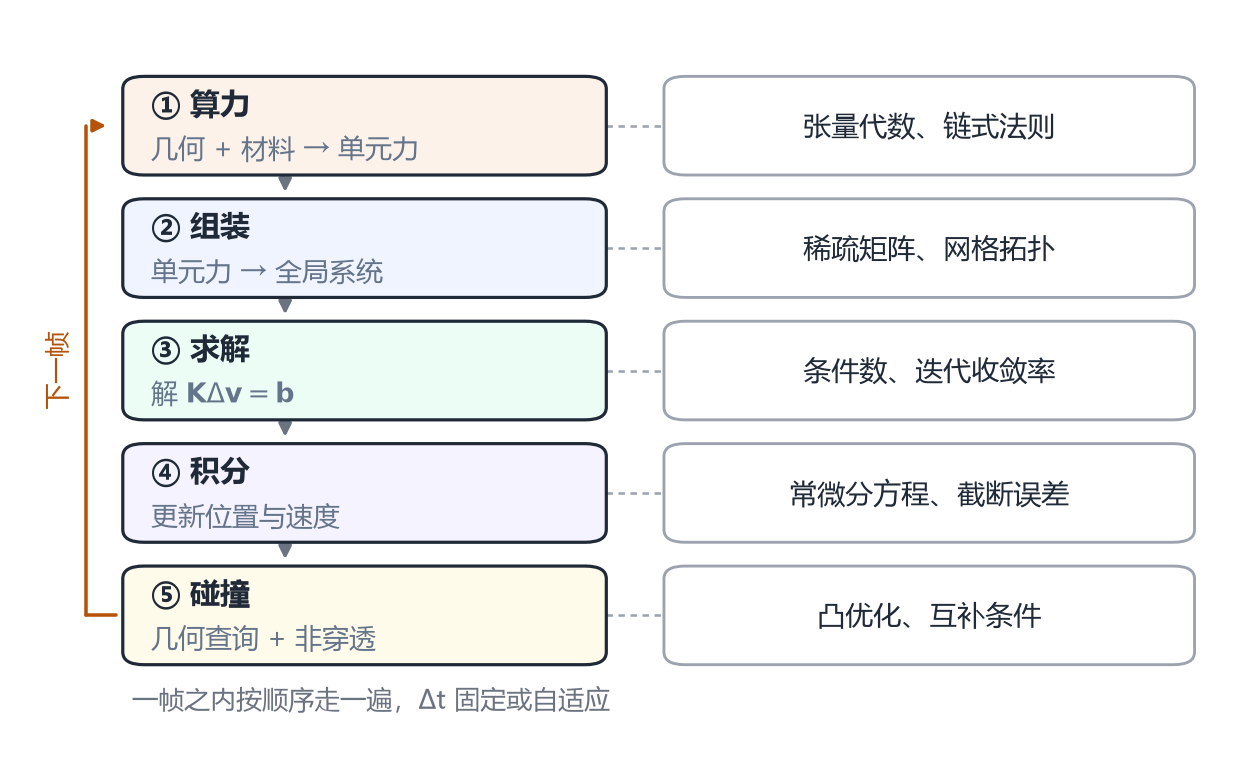 ① 算力
几何 + 材料 → 单元力
张量代数、链式法则
② 组装
单元力 → 全局系统
稀疏矩阵、网格拓扑
③ 求解
解 KΔv = b
条件数、迭代收敛率
④ 积分
更新位置与速度
常微分方程、截断误差
⑤ 碰撞
几何查询 + 非穿透
凸优化、互补条件
下一帧
一帧之内按顺序走一遍，Δt 固定或自适应